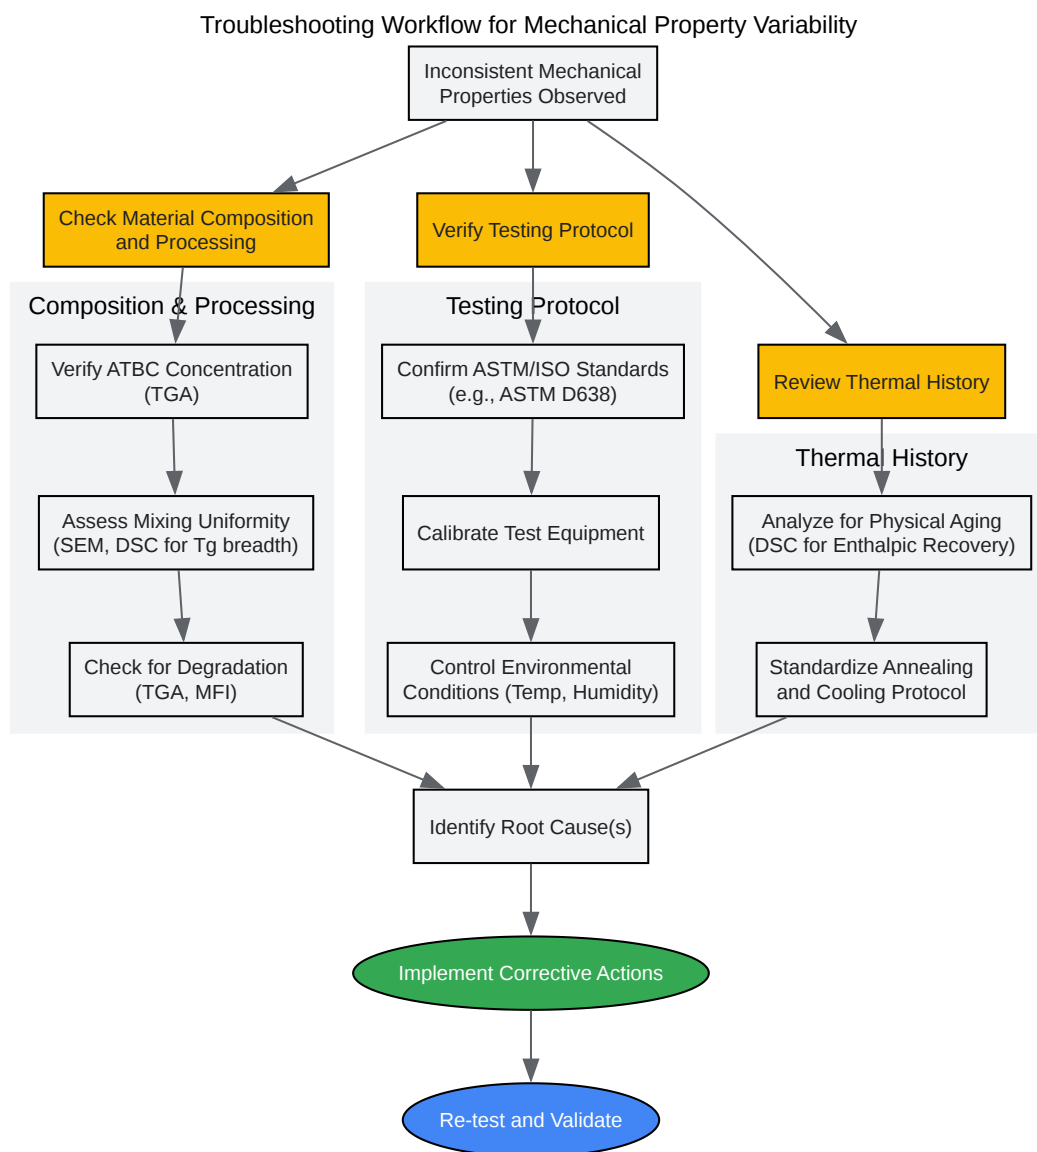 Troubleshooting Workflow for Mechanical Property Variability
Inconsistent Mechanical
Properties Observed
Check Material Composition
and Processing
Verify Testing Protocol
Review Thermal History
Composition & Processing
Verify ATBC Concentration
(TGA)
Assess Mixing Uniformity
(SEM, DSC for Tg breadth)
Check for Degradation
(TGA, MFI)
Testing Protocol
Confirm ASTM/ISO Standards
(e.g., ASTM D638)
Calibrate Test Equipment
Control Environmental
Conditions (Temp, Humidity)
Thermal History
Analyze for Physical Aging
(DSC for Enthalpic Recovery)
Standardize Annealing
and Cooling Protocol
Identify Root Cause(s)
Implement Corrective Actions
Re-test and Validate